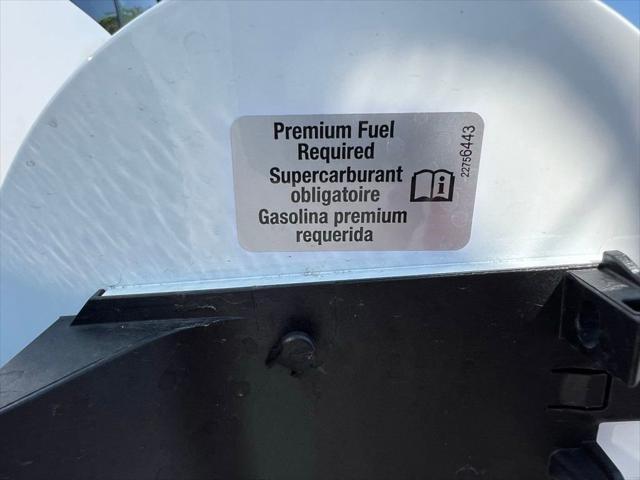 Premium Fuel
Required
Supercarburant
obligatoire
Gasolina premium
requerida
22756443